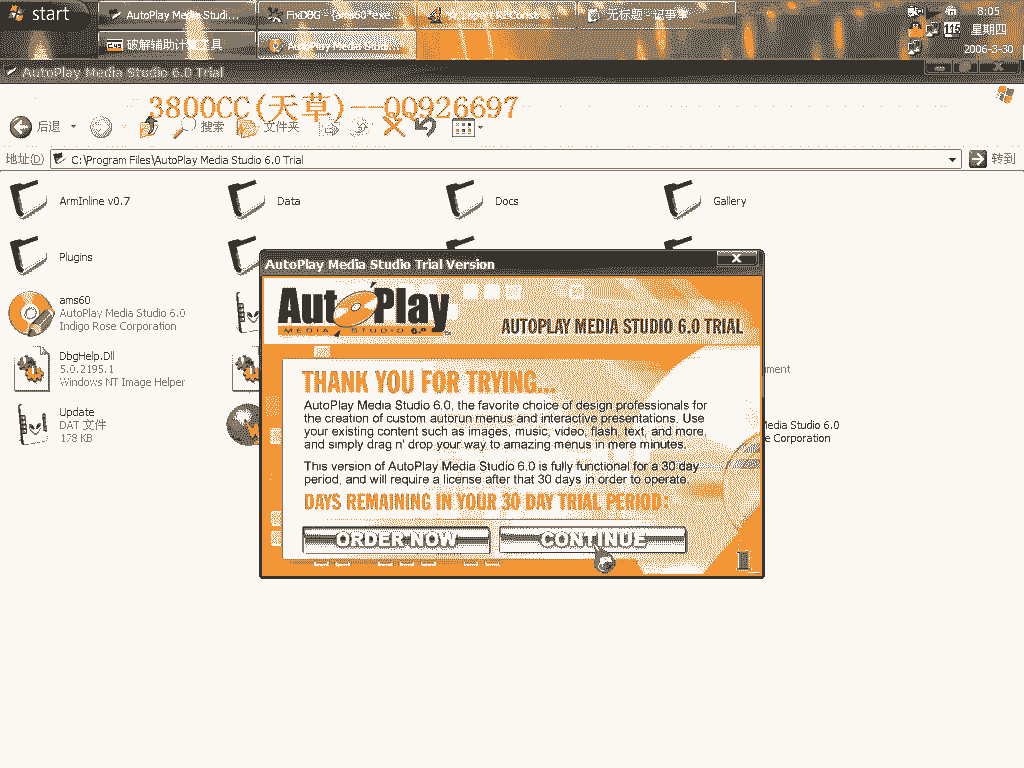 start
AutoPlay Media Studi...
FixDBG - [ams60*exe...
无标题 - 记事本
8:05
破解辅助计算工具
AutoPlay Media Studi...
115
星期四
2006-3-30
AutoPlay Media Studio 6.0 Trial
3800CC(天草)--QQ926697
后退
搜索
文件夹
地址(D)
C:\Program Files\AutoPlay Media Studio 6.0 Trial
转到
ArmInline v0.7
Data
Docs
Gallery
Plugins
AutoPlay Media Studio Trial Version
ams60
AutoPlay Media Studio 6.0
Indigo Rose Corporation
AutoPlay
MEDIA STUDIO 6.0
AUTOPLAY MEDIA STUDIO 6.0 TRIAL
DbgHelp.Dll
5.0.2195.1
Windows NT Image Helper
ument
THANK YOU FOR TRYING...
AutoPlay Media Studio 6.0, the favorite choice of design professionals for
the creation of custom autorun menus and interactive presentations. Use
your existing content such as images, music, video, flash, text, and more,
and simply drag n' drop your way to amazing menus in mere minutes.
Update
DAT 文件
178 KB
Media Studio 6.0
e Corporation
This version of AutoPlay Media Studio 6.0 is fully functional for a 30 day
period, and will require a license after that 30 days in order to operate.
DAYS REMAINING IN YOUR 30 DAY TRIAL PERIOD:
ORDER NOW
CONTINUE